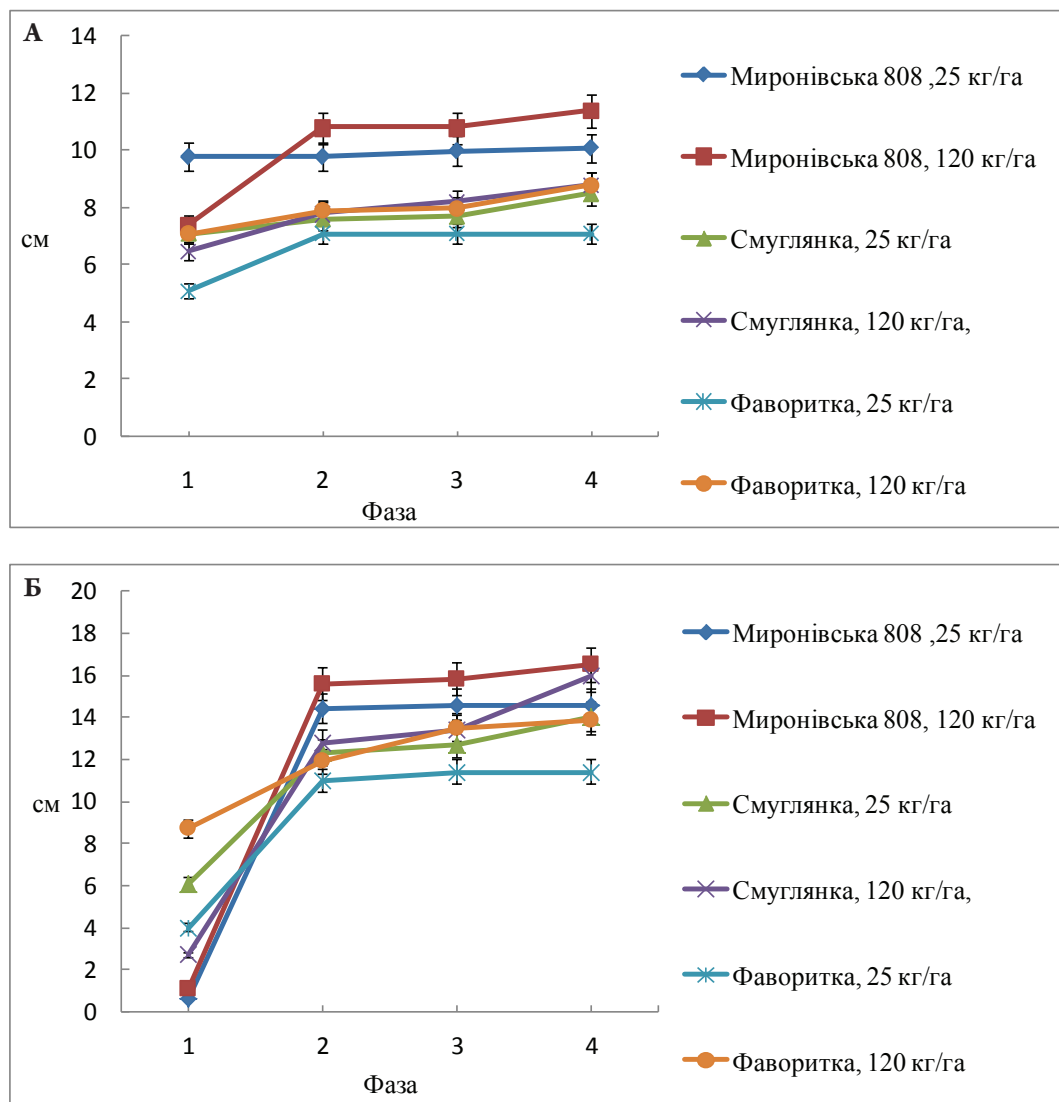 А
14
12
10
8
6
4
2
0
см
1 2 3 4
Фаза
Миронівська 808 ,25 кг/га
Миронівська 808, 120 кг/га
Смуглянка, 25 кг/га
Смуглянка, 120 кг/га,
Фаворитка, 25 кг/га
Фаворитка, 120 кг/га
Б
20
18
16
14
12
10
8
6
4
2
0
см
1 2 3 4
Фаза
Миронівська 808 ,25 кг/га
Миронівська 808, 120 кг/га
Смуглянка, 25 кг/га
Смуглянка, 120 кг/га,
Фаворитка, 25 кг/га
Фаворитка, 120 кг/га